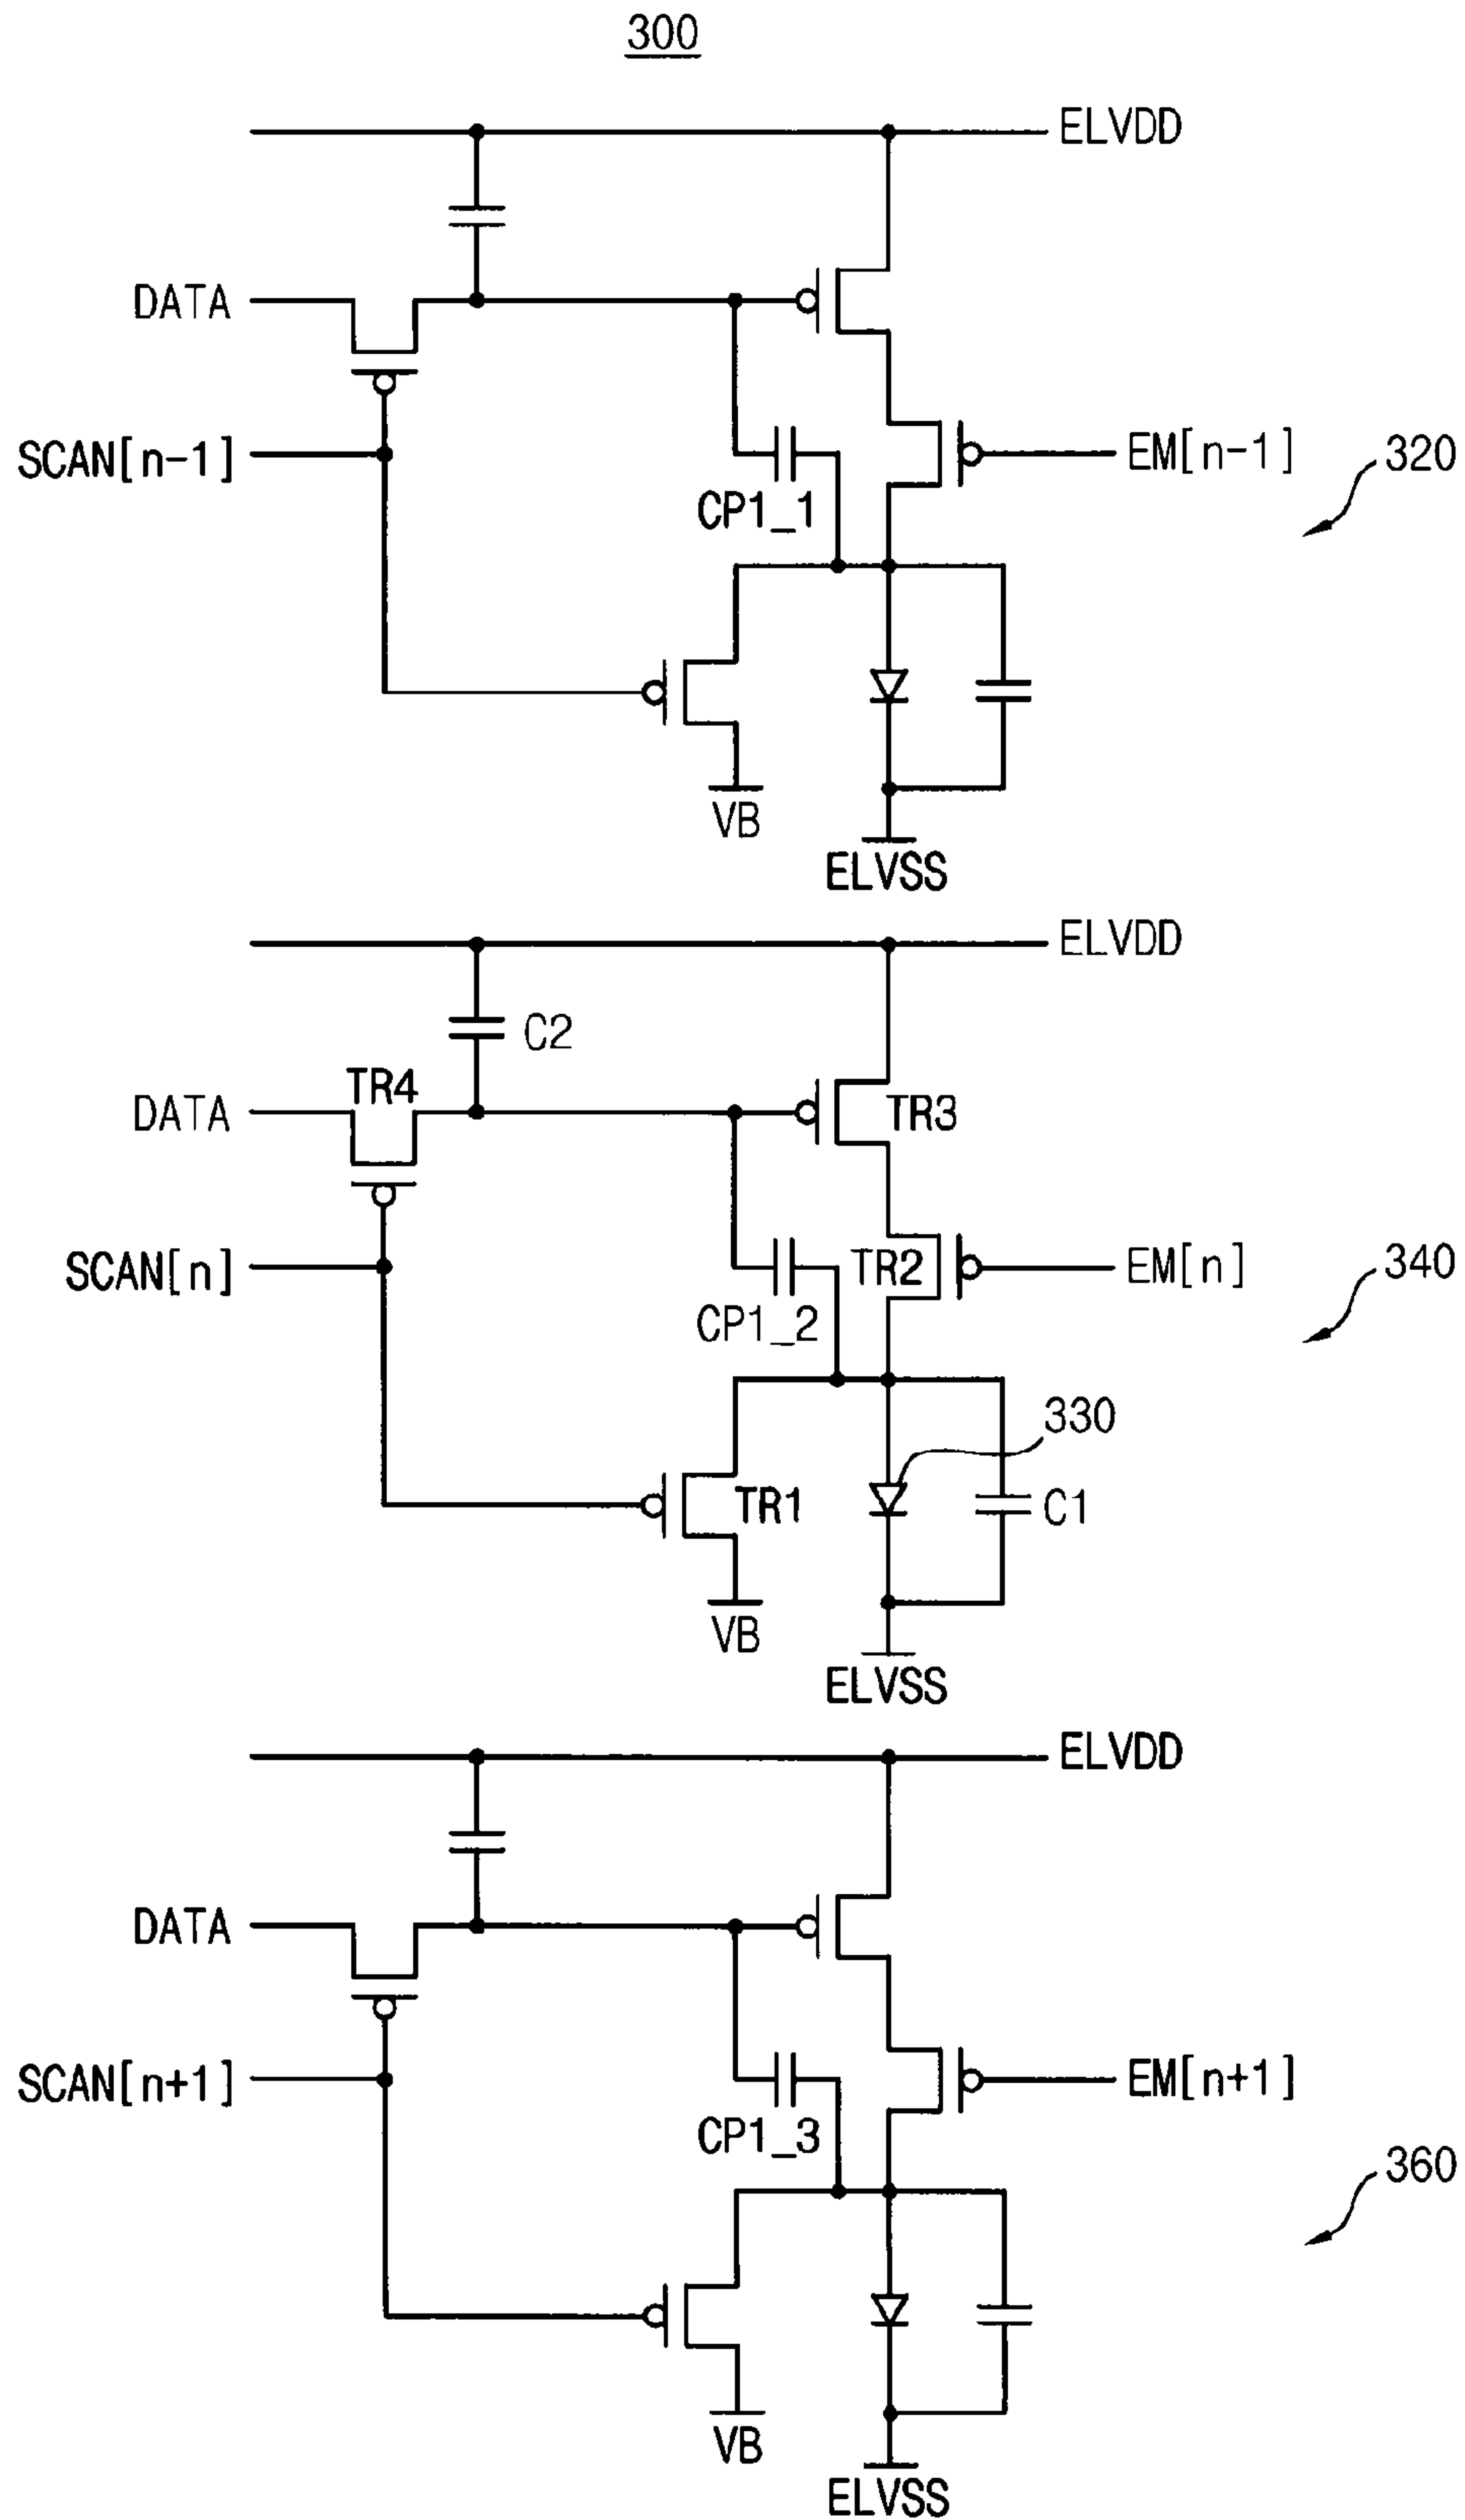 300
ELVDD
DATA
SCAN[n-1]
EM[n-1]
320
CP1_1
VB
ELVSS
ELVDD
C2
TR4
DATA
TR3
SCAN[n]
TR2
EM[n]
340
CP1_2
330
TR1
C1
VB
ELVSS
ELVDD
DATA
SCAN[n+1]
EM[n+1]
CP1_3
360
VB
ELVSS